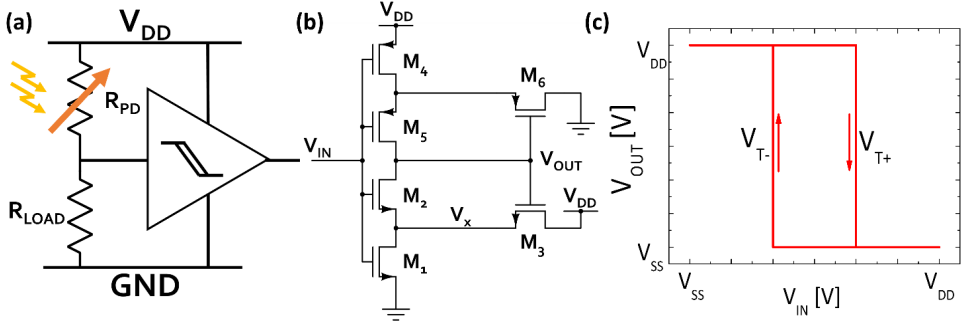 (a)
V_DD
R_PD
R_LOAD
GND
(b)
V_DD
M_4
M_6
M_5
V_IN
V_OUT
M_2
V_DD
V_x
M_3
M_1
(c)
V_DD
V_OUT [V]
V_T-
V_T+
V_SS
V_SS
V_IN [V]
V_DD